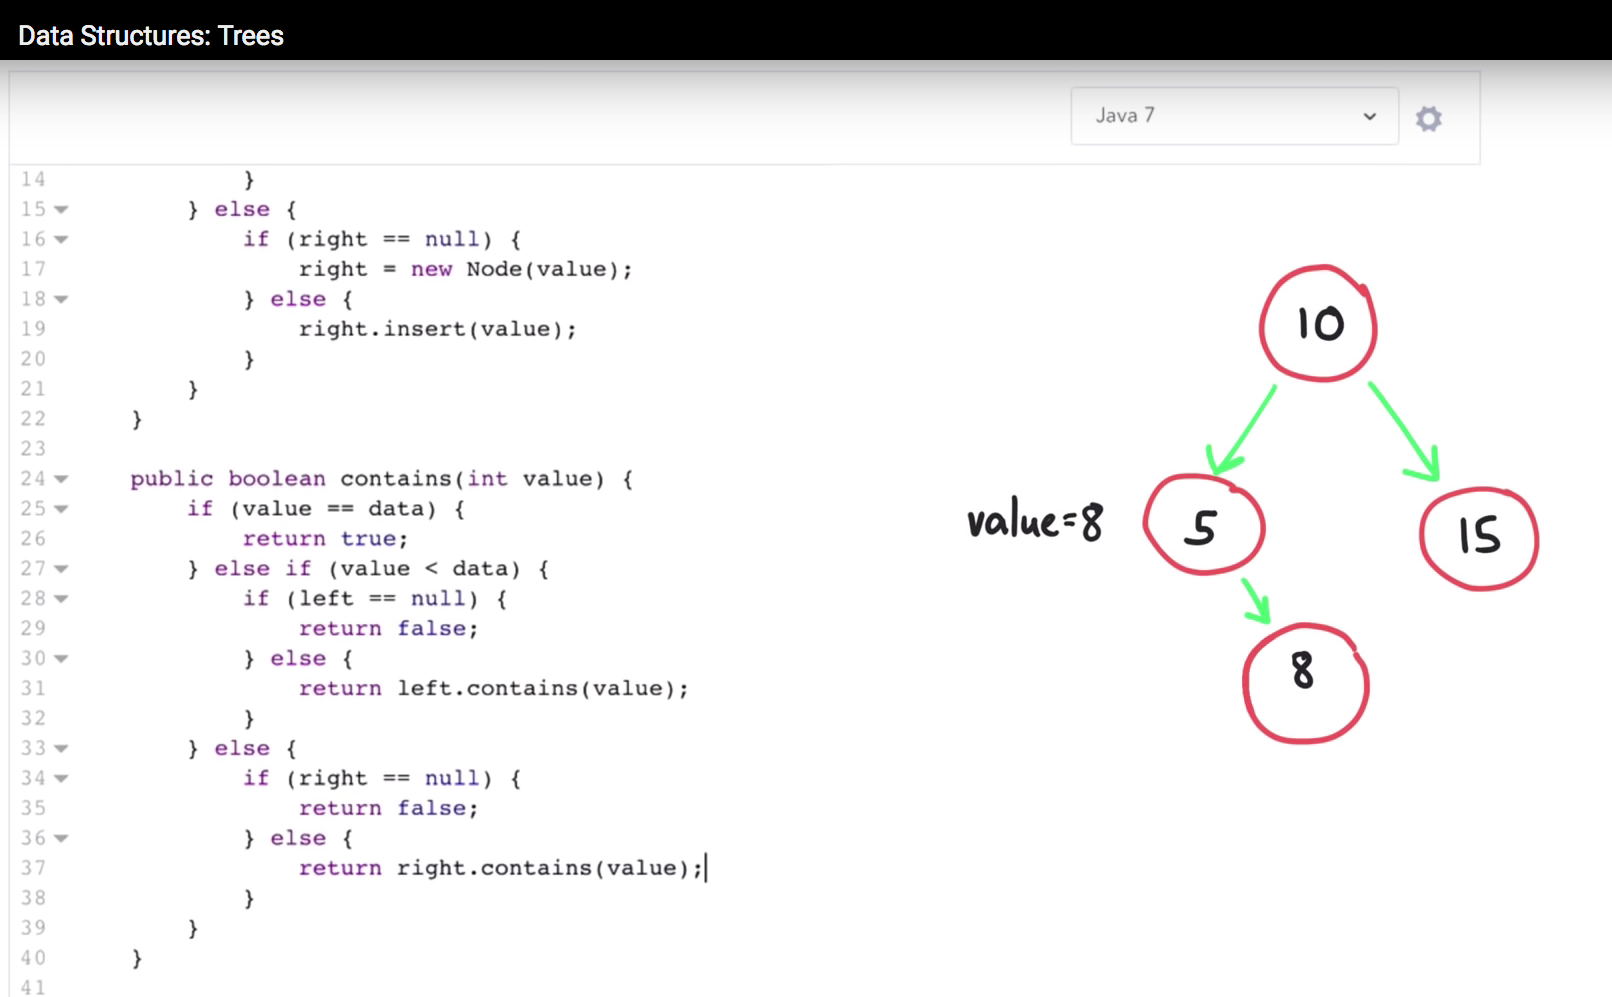 Data Structures: Trees
Java 7
14 }
15 } else {
16 if (right == null) {
17 right = new Node(value);
18 } else {
19 right.insert(value);
20 }
21 }
22 }
23
24 public boolean contains(int value) {
25 if (value == data) {
26 return true;
27 } else if (value < data) {
28 if (left == null) {
29 return false;
30 } else {
31 return left.contains(value);
32 }
33 } else {
34 if (right == null) {
35 return false;
36 } else {
37 return right.contains(value);
38 }
39 }
40 }
41
10
value=8
5
15
8